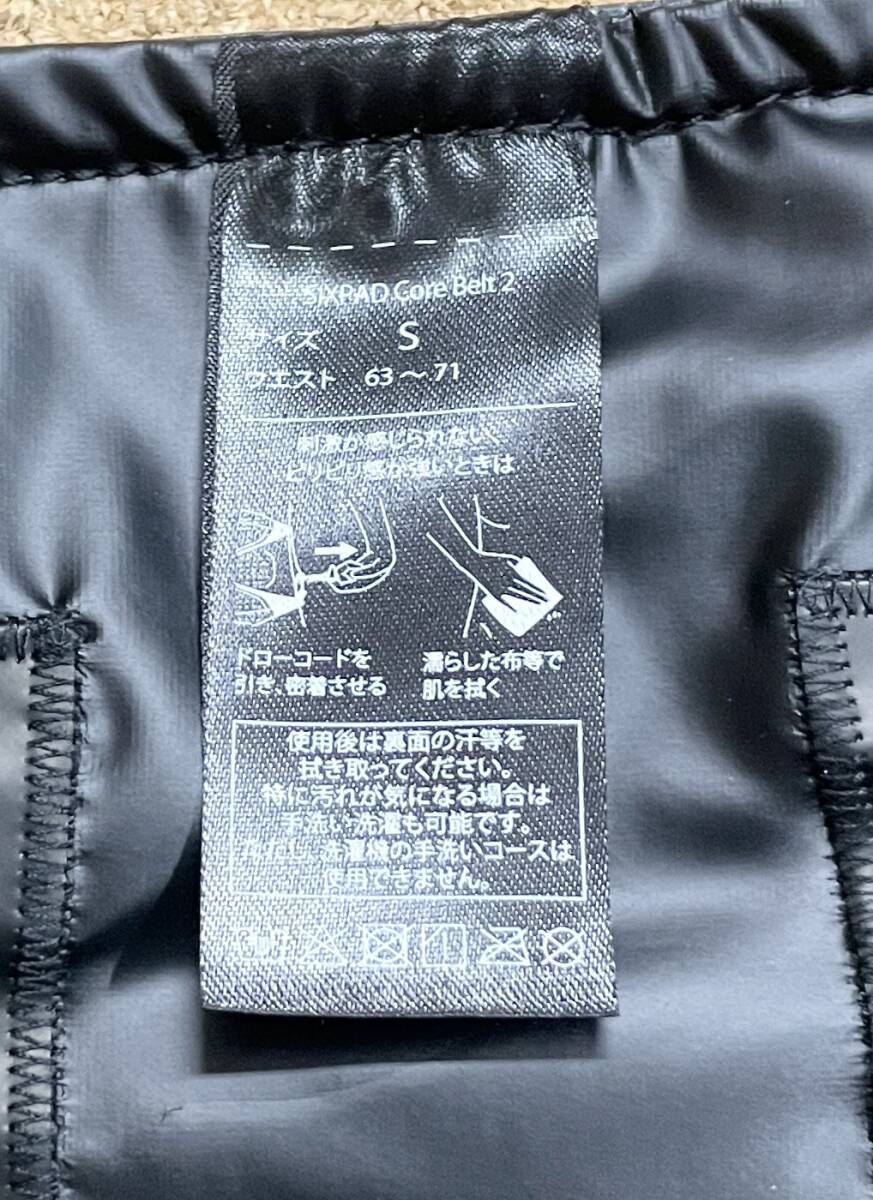 SIXPAD Core Belt 2
サイズ S
ウエスト 63～71
刺激が感じられない、
ピリピリ感が強いときは
ドローコードを
引き、密着させる
濡らした布等で
肌を拭く
使用後は裏面の汗等を
拭き取ってください。
特に汚れが気になる場合は
手洗い洗濯も可能です。
ただし、洗濯機の手洗いコースは
使用できません。